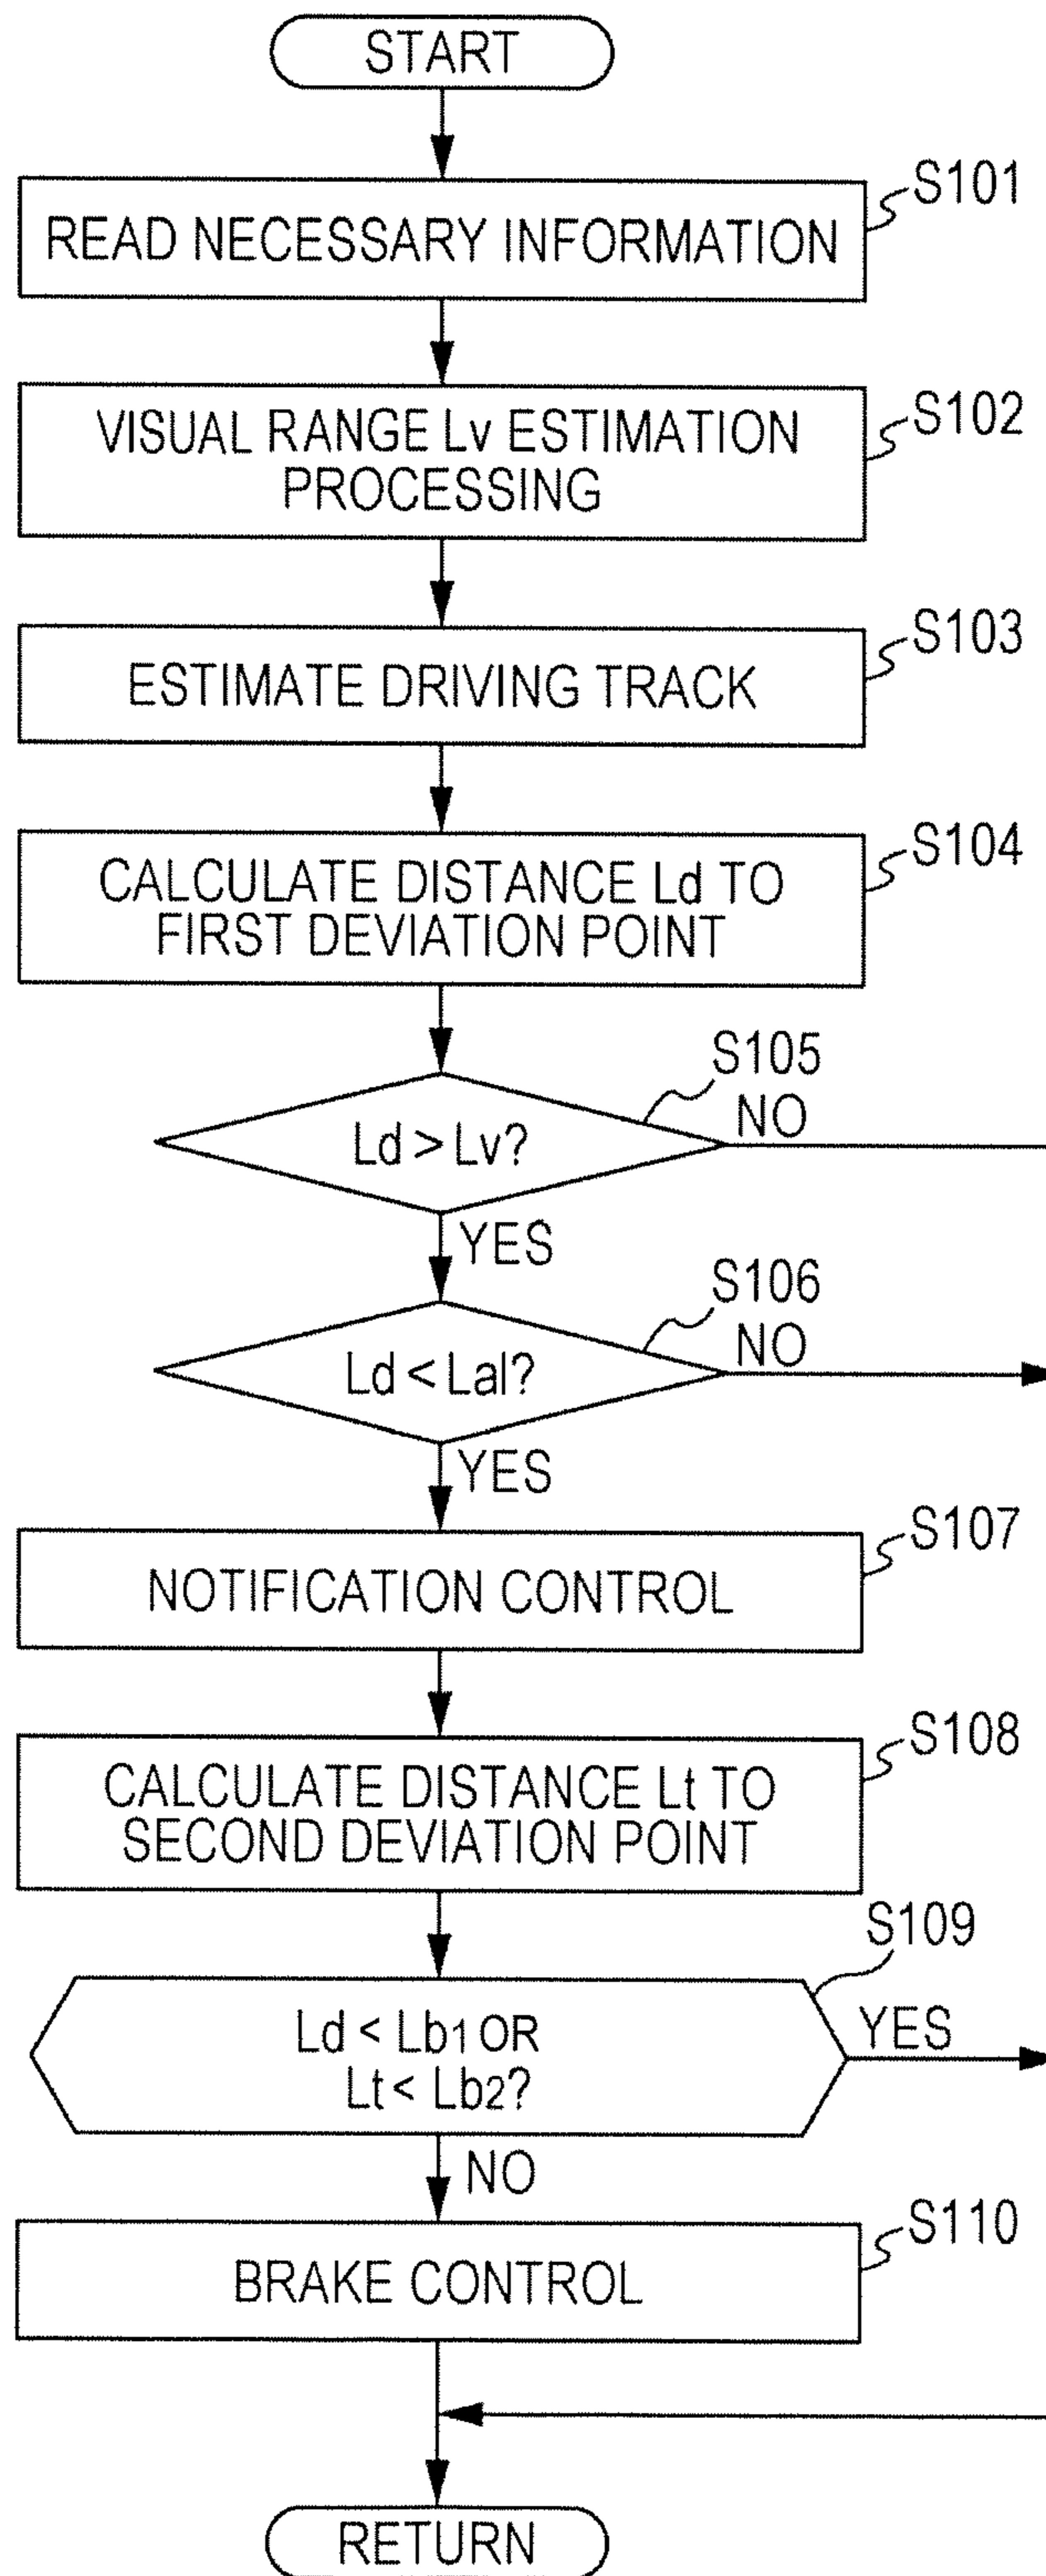 START
S101
READ NECESSARY INFORMATION
S102
VISUAL RANGE Lv ESTIMATION
PROCESSING
S103
ESTIMATE DRIVING TRACK
S104
CALCULATE DISTANCE Ld TO
FIRST DEVIATION POINT
S105
Ld > Lv?
NO
YES
S106
Ld < Lal?
NO
YES
S107
NOTIFICATION CONTROL
S108
CALCULATE DISTANCE Lt TO
SECOND DEVIATION POINT
S109
Ld < Lb1 OR
Lt < Lb2?
YES
NO
S110
BRAKE CONTROL
RETURN